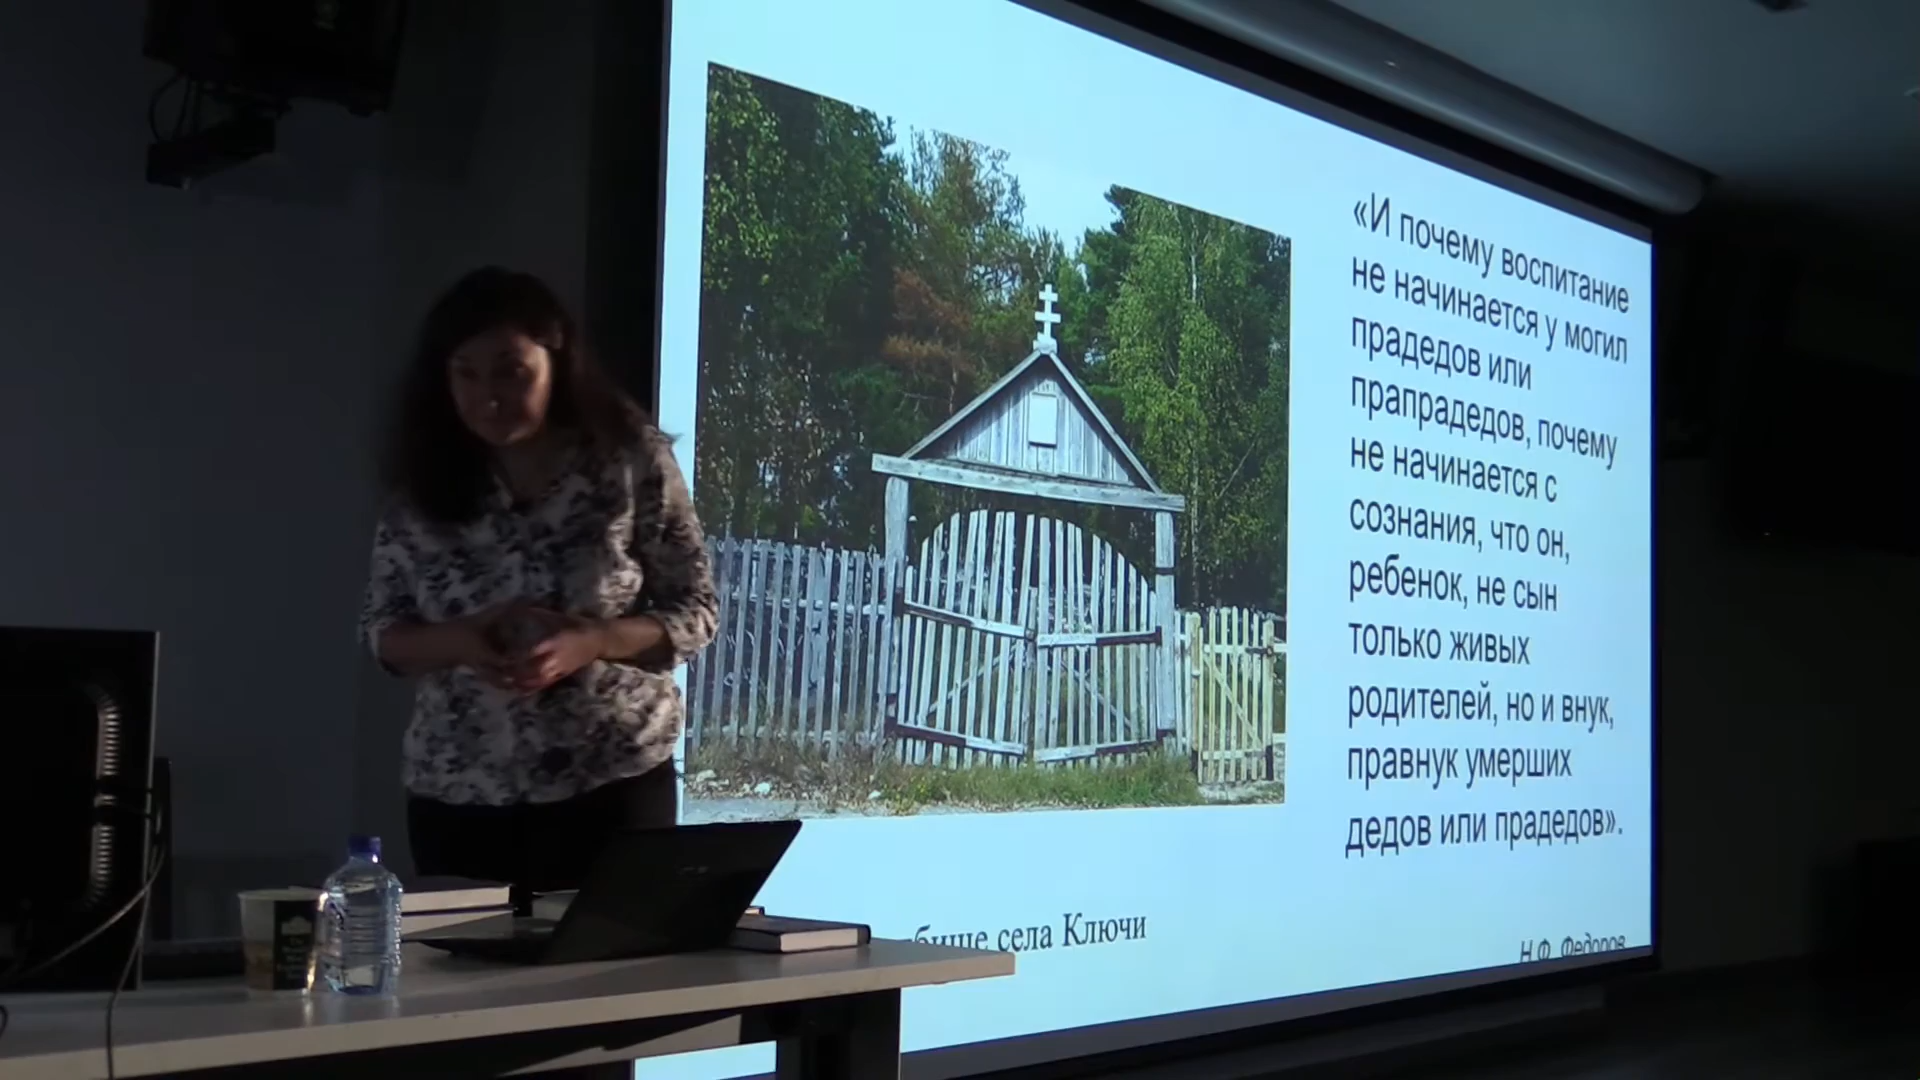 «И почему воспитание
не начинается у могил
прадедов или
прапрадедов, почему
не начинается с
сознания, что он,
ребенок, не сын
только живых
родителей, но и внук,
правнук умерших
дедов или прадедов».
села Ключи
Н.Ф. Федоров